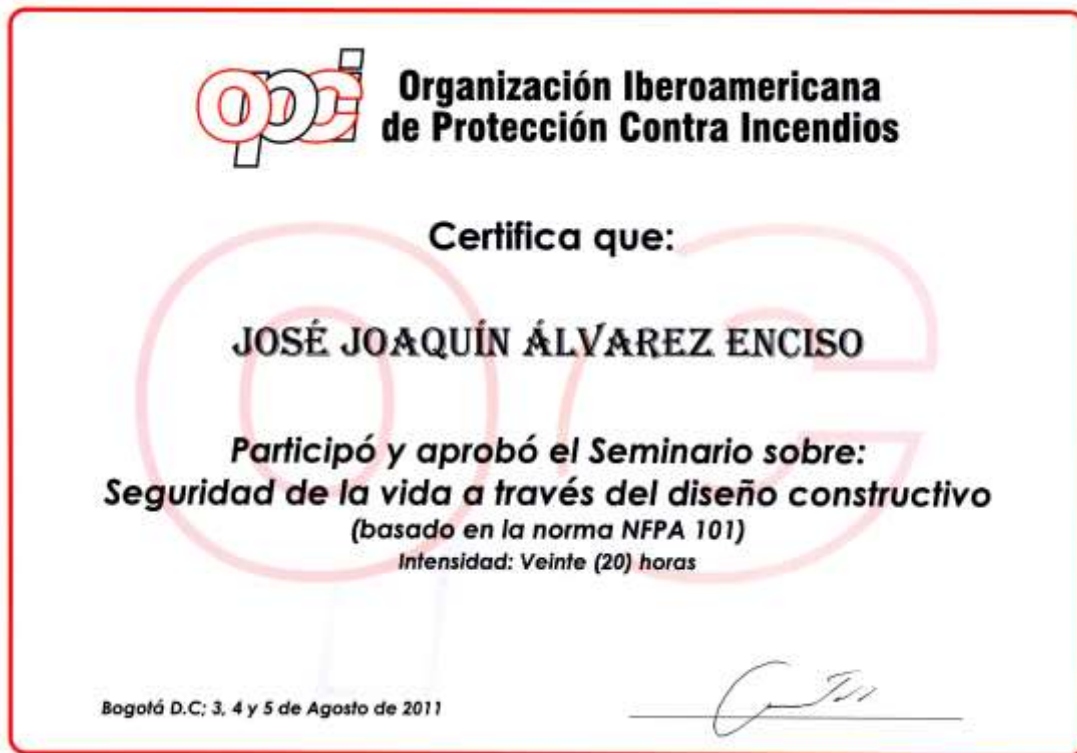 opci
Organización Iberoamericana
de Protección Contra Incendios
Certifica que:
JOSÉ JOAQUÍN ÁLVAREZ ENCISO
Participó y aprobó el Seminario sobre:
Seguridad de la vida a través del diseño constructivo
(basado en la norma NFPA 101)
Intensidad: Veinte (20) horas
Bogotá D.C; 3, 4 y 5 de Agosto de 2011